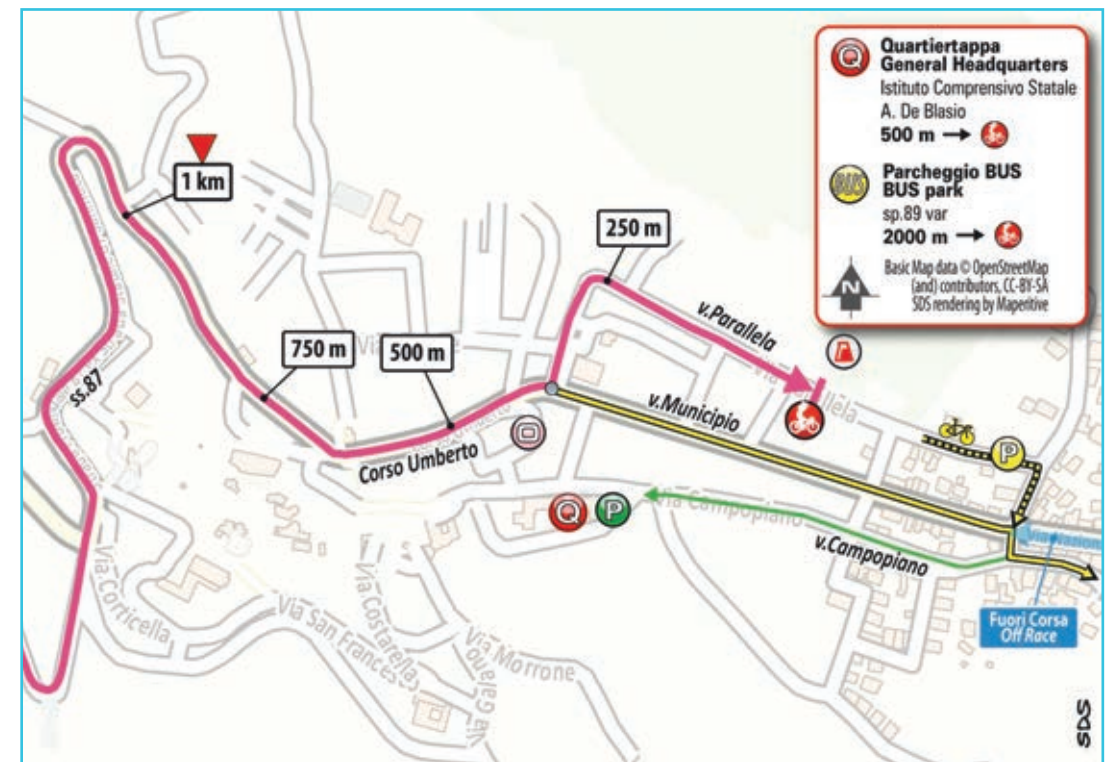 Q
Quartiertappa
General Headquarters
Istituto Comprensivo Statale
A. De Blasio
500 m
BUS
Parcheggio BUS
BUS park
sp.89 var
2000 m
N
Basic Map data © OpenStreetMap
(and) contributors, CC-BY-SA
SDS rendering by Maperitive
1 km
250 m
750 m
500 m
v.Parallela
v.Municipio
Corso Umberto
ss.87
P
Q
P
Via Campopiano
v.Campopiano
Via Corricella
Via San Francesco
Via Costarella
Via Morrone
Fuori Corsa
Off Race
SDS